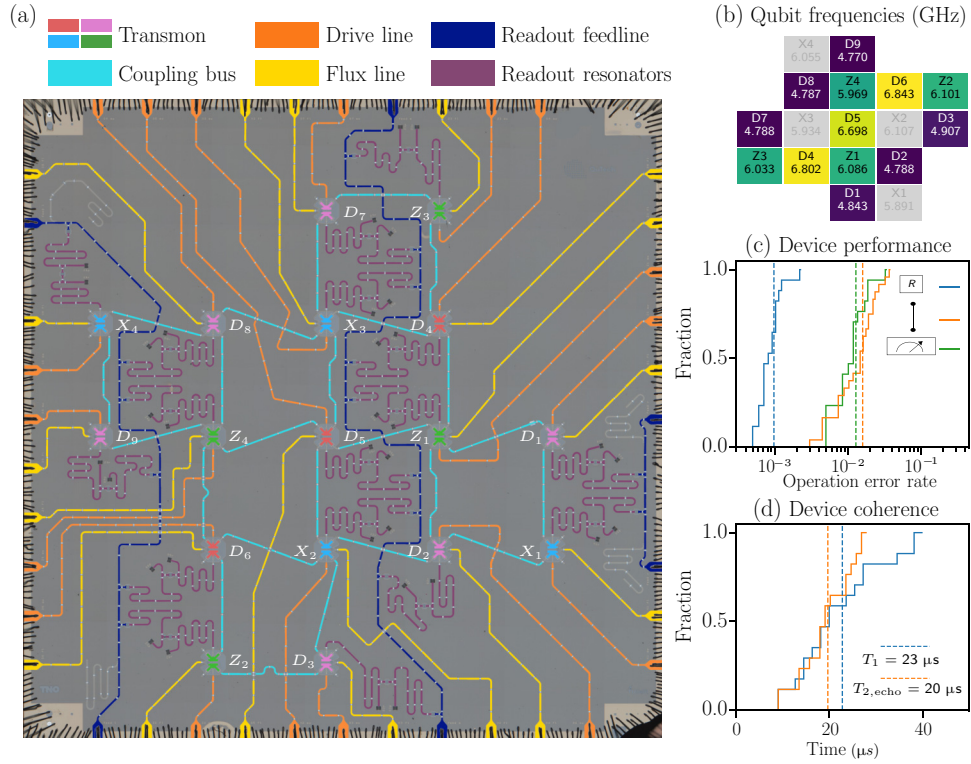 (a)
Transmon
Drive line
Readout feedline
Coupling bus
Flux line
Readout resonators
D7
Z3
X4
D8
X3
D4
D9
Z4
D5
Z1
D1
D6
X2
D2
X1
Z2
D3
TNO
(b) Qubit frequencies (GHz)
X4 D9
6.055 4.770
D8 Z4 D6 Z2
4.787 5.969 6.843 6.101
D7 X3 D5 X2 D3
4.788 5.934 6.698 6.107 4.907
Z3 D4 Z1 D2
6.033 6.802 6.086 4.788
D1 X1
4.843 5.891
(c) Device performance
1.0
R
Fraction
0.5
0.0
10⁻³ 10⁻² 10⁻¹
Operation error rate
(d) Device coherence
1.0
Fraction
0.5
T₁ = 23 μs
T₂,echo = 20 μs
0.0
0 20 40
Time (μs)